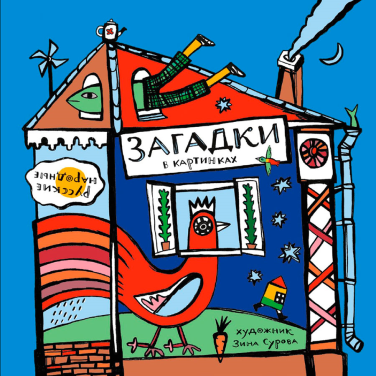 ЗАГАДКИ
В КАРТИНКАХ
РУССКИЕ
НАРОДНЫЕ
ХУДОЖНИК
ЗИНА СУРОВА